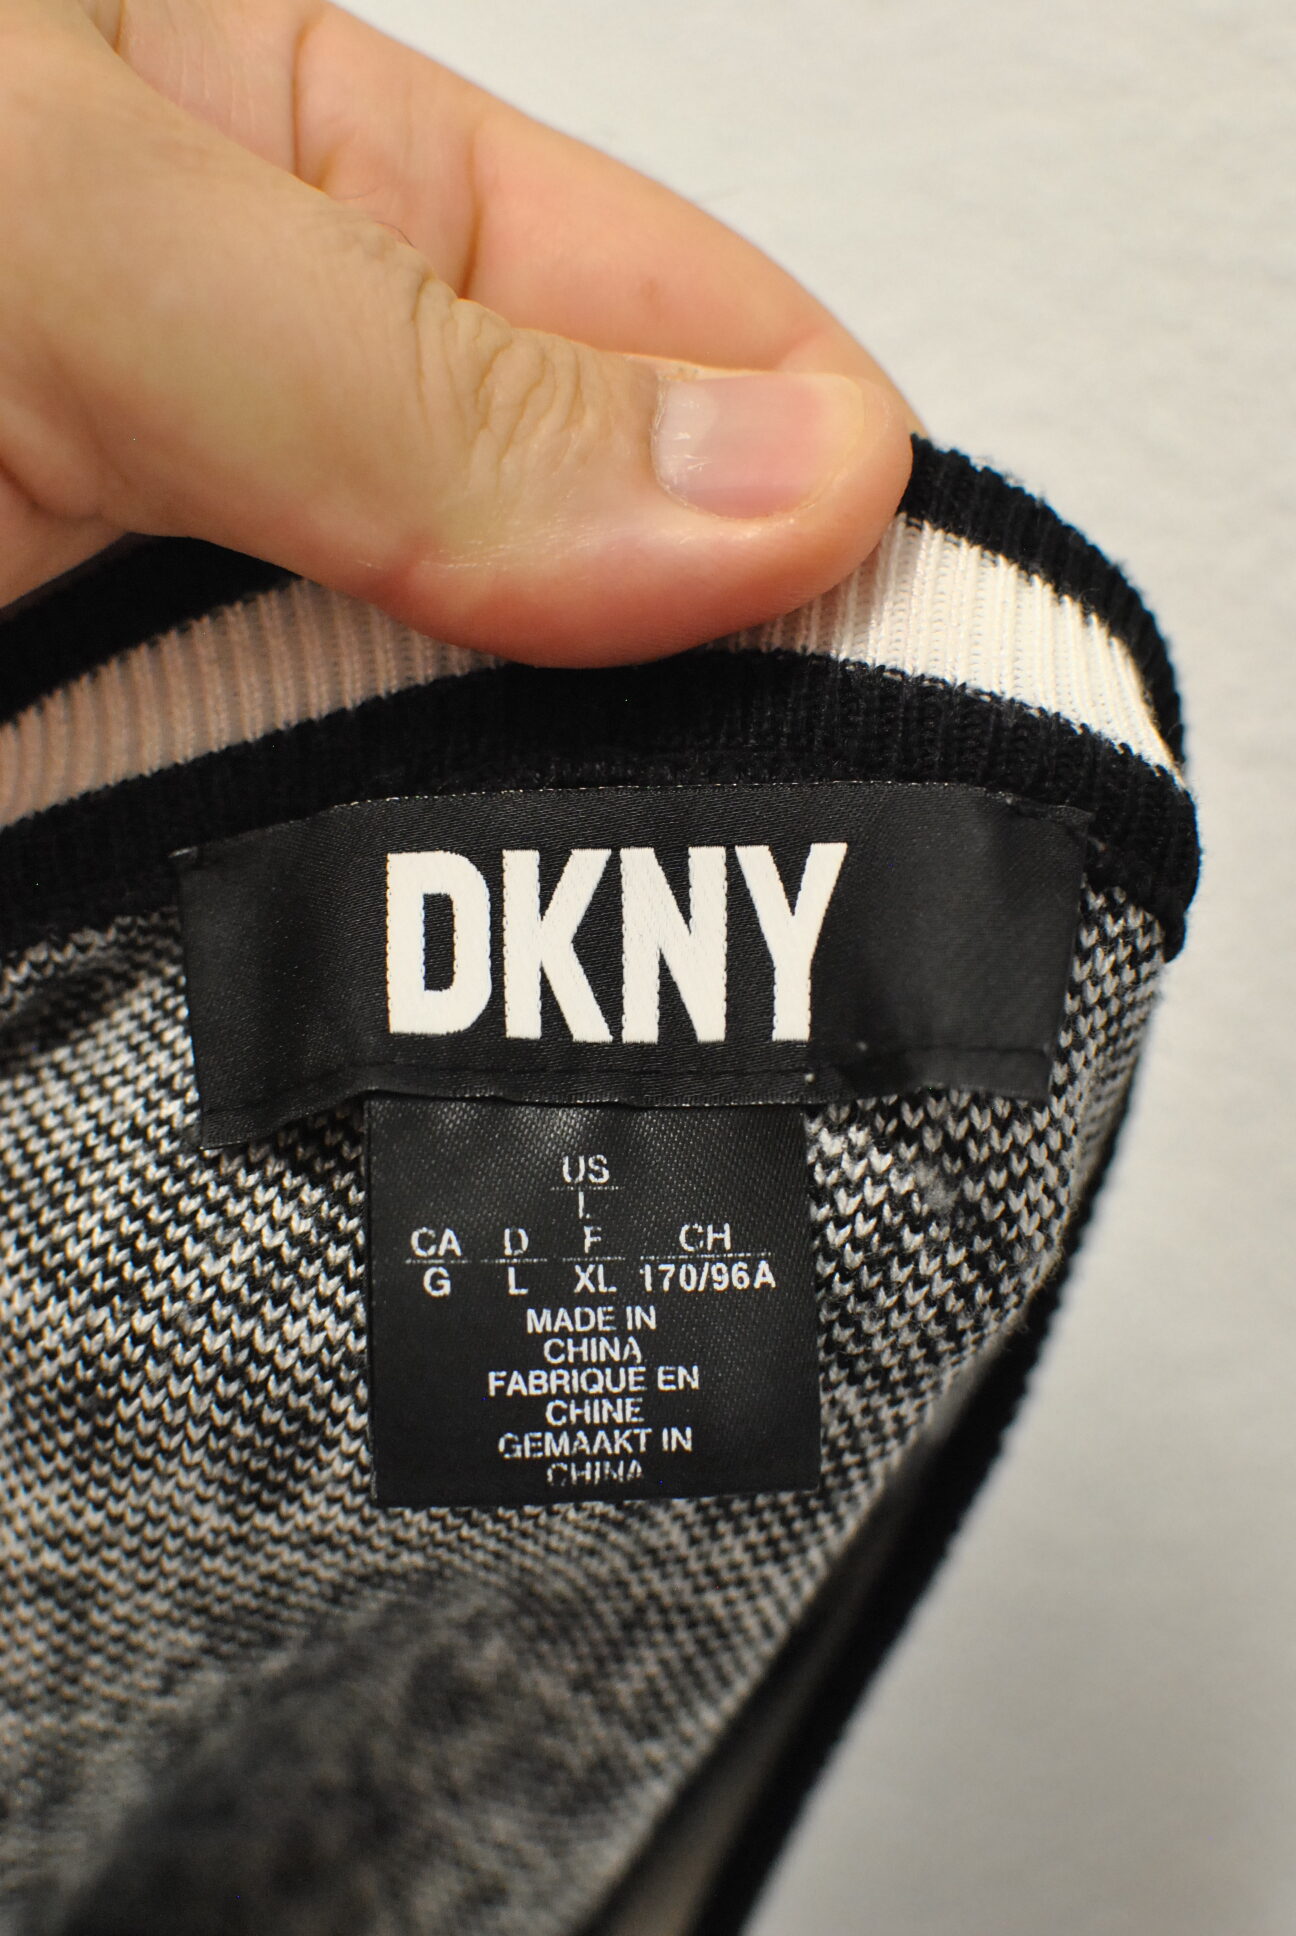 DKNY
US
L
CA D F CH
G L XL 170/96A
MADE IN
CHINA
FABRIQUE EN
CHINE
GEMAAKT IN
CHINA